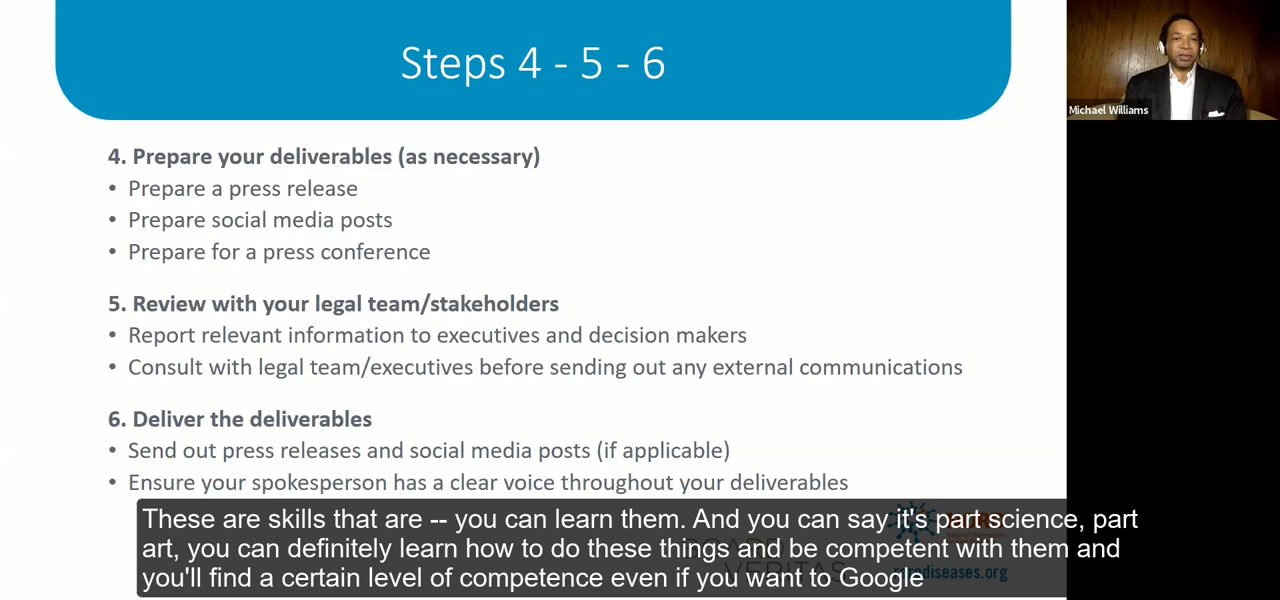 Steps 4 - 5 - 6
Michael Williams
4. Prepare your deliverables (as necessary)
• Prepare a press release
• Prepare social media posts
• Prepare for a press conference
5. Review with your legal team/stakeholders
• Report relevant information to executives and decision makers
• Consult with legal team/executives before sending out any external communications
6. Deliver the deliverables
• Send out press releases and social media posts (if applicable)
• Ensure your spokesperson has a clear voice throughout your deliverables
These are skills that are -- you can learn them. And you can say it's part science, part
art, you can definitely learn how to do these things and be competent with them and
you'll find a certain level of competence even if you want to Google
rarediseases.org